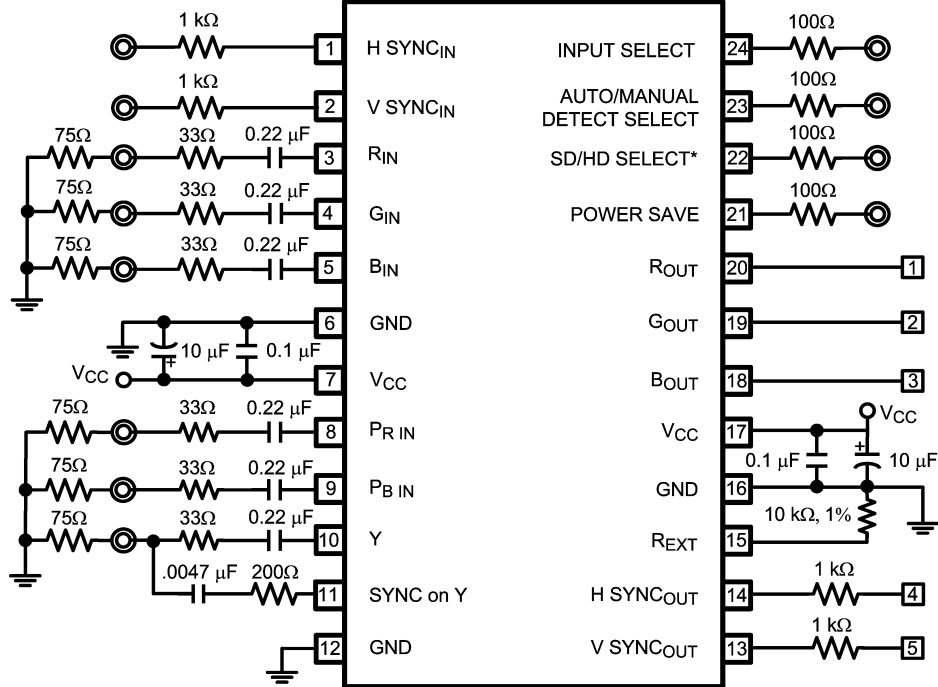 1 kΩ 1 H SYNCIN INPUT SELECT 24 100Ω
1 kΩ 2 V SYNCIN AUTO/MANUAL DETECT SELECT 23 100Ω
75Ω 33Ω 0.22 µF 3 RIN SD/HD SELECT* 22 100Ω
75Ω 33Ω 0.22 µF 4 GIN POWER SAVE 21 100Ω
75Ω 33Ω 0.22 µF 5 BIN ROUT 20 1
6 GND GOUT 19 2
10 µF + 0.1 µF
VCC 7 VCC BOUT 18 3
75Ω 33Ω 0.22 µF 8 PR IN VCC 17 VCC
0.1 µF + 10 µF
75Ω 33Ω 0.22 µF 9 PB IN GND 16
75Ω 33Ω 0.22 µF 10 Y REXT 15 10 kΩ, 1%
.0047 µF 200Ω 11 SYNC on Y H SYNCOUT 14 1 kΩ 4
12 GND V SYNCOUT 13 1 kΩ 5